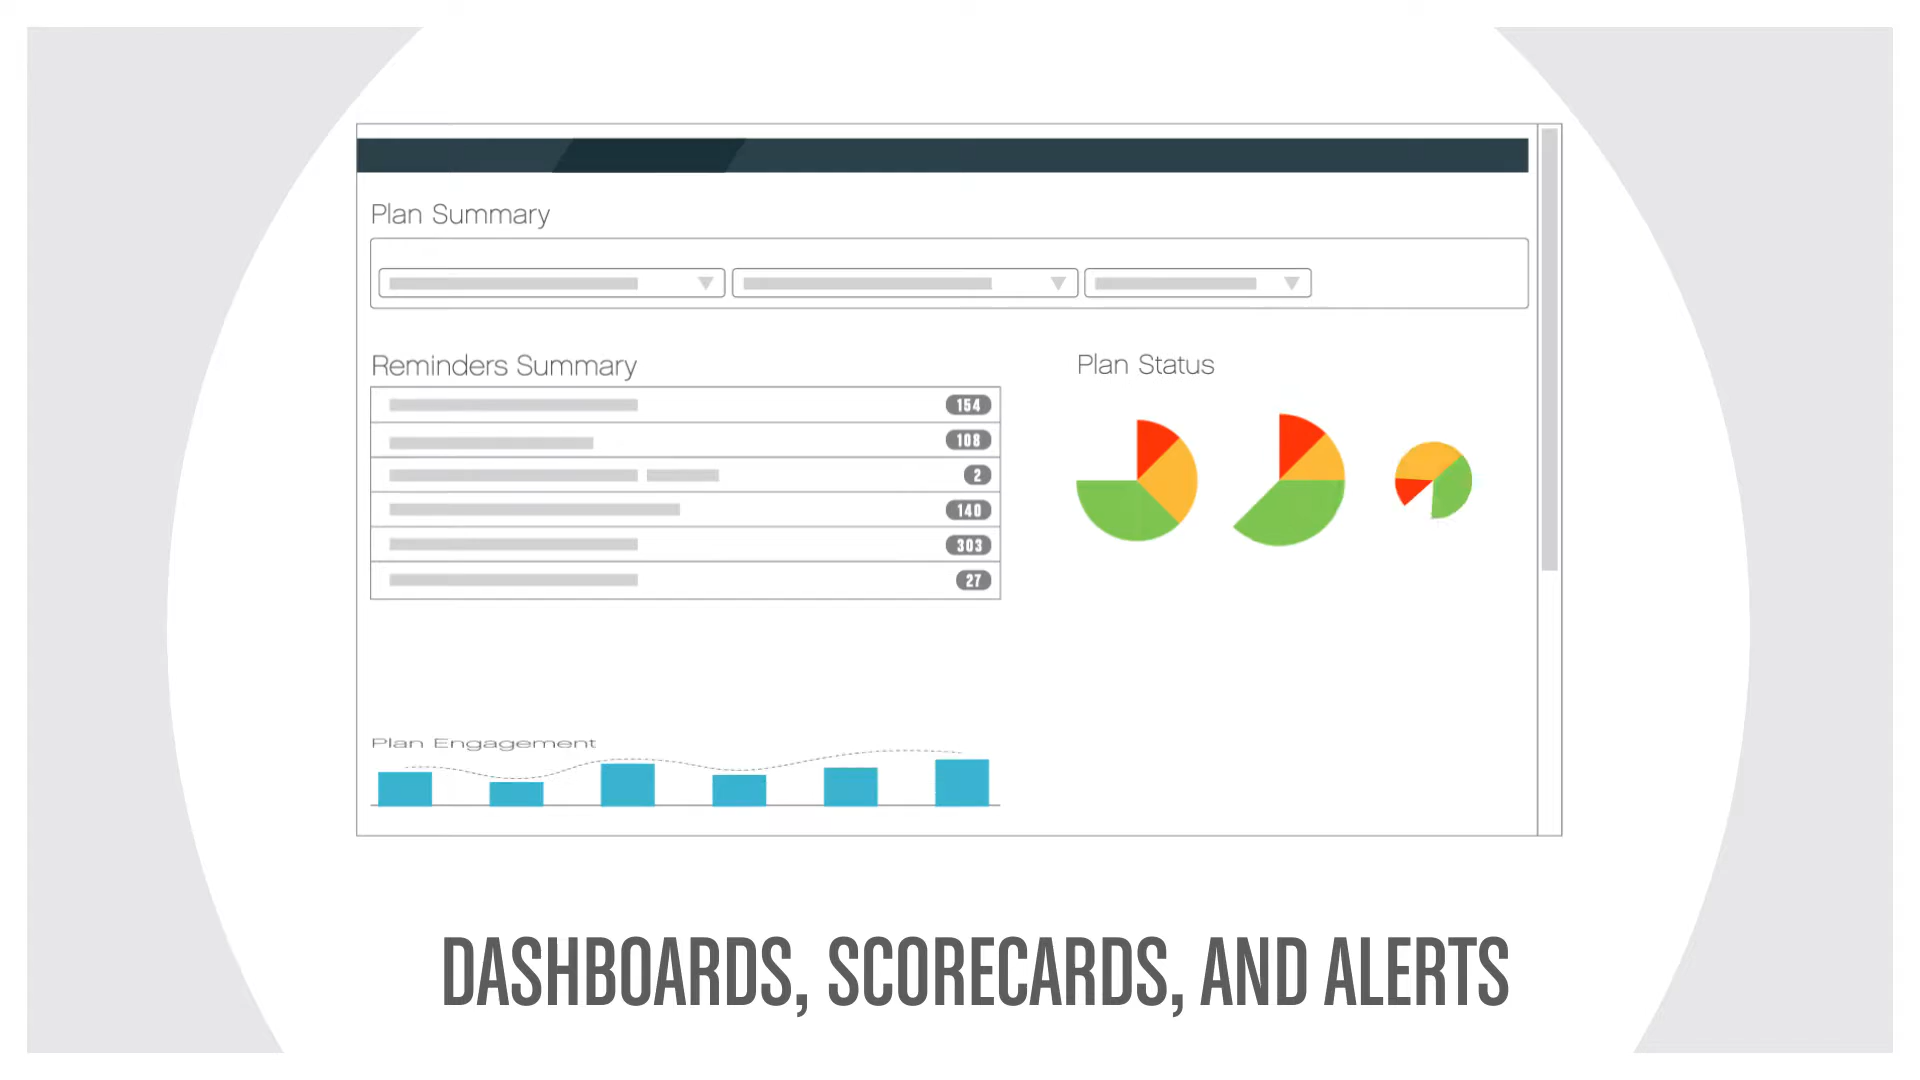 Plan Summary
Reminders Summary
154
108
2
140
303
27
Plan Status
Plan Engagement
DASHBOARDS, SCORECARDS, AND ALERTS